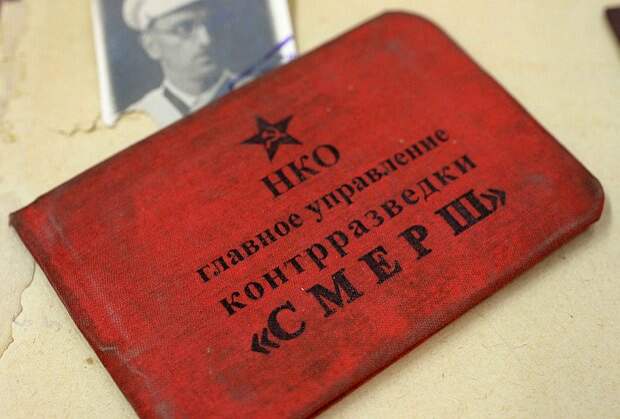 НКО
главное управление
контрразведки
«СМЕРШ»